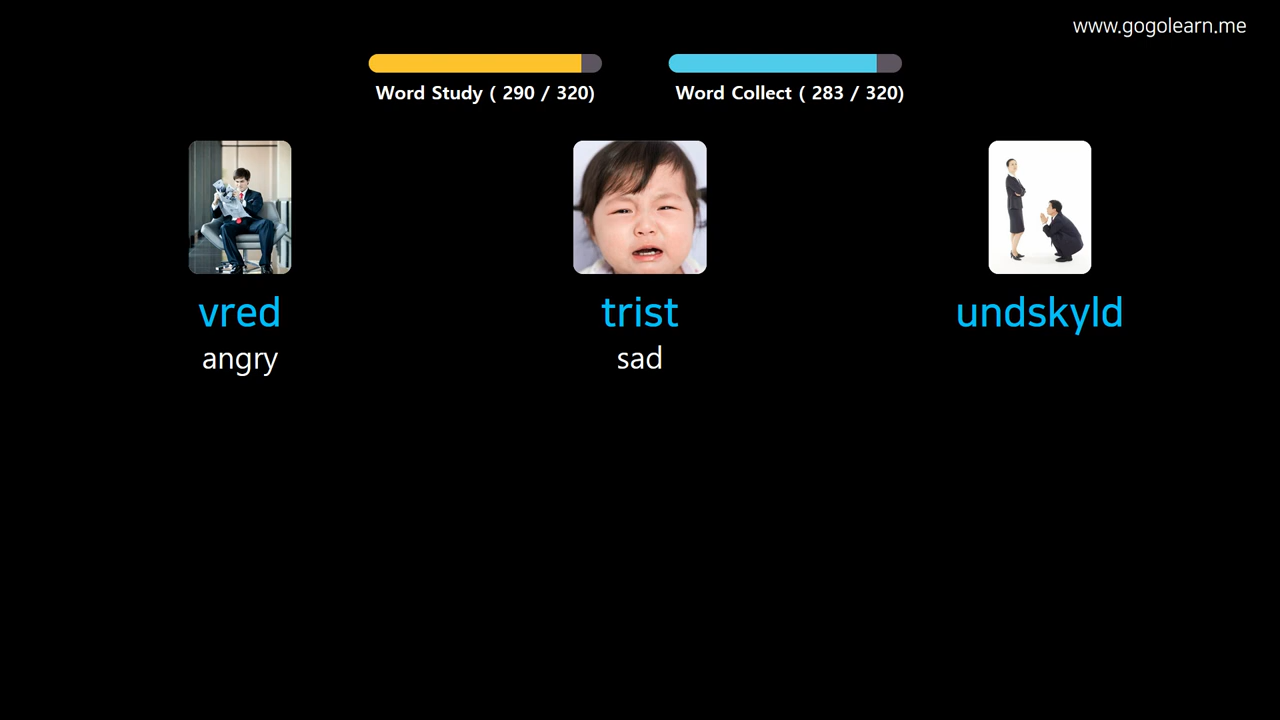 www.gogolearn.me
Word Study ( 290 / 320)
Word Collect ( 283 / 320)
vred
trist
undskyld
angry
sad